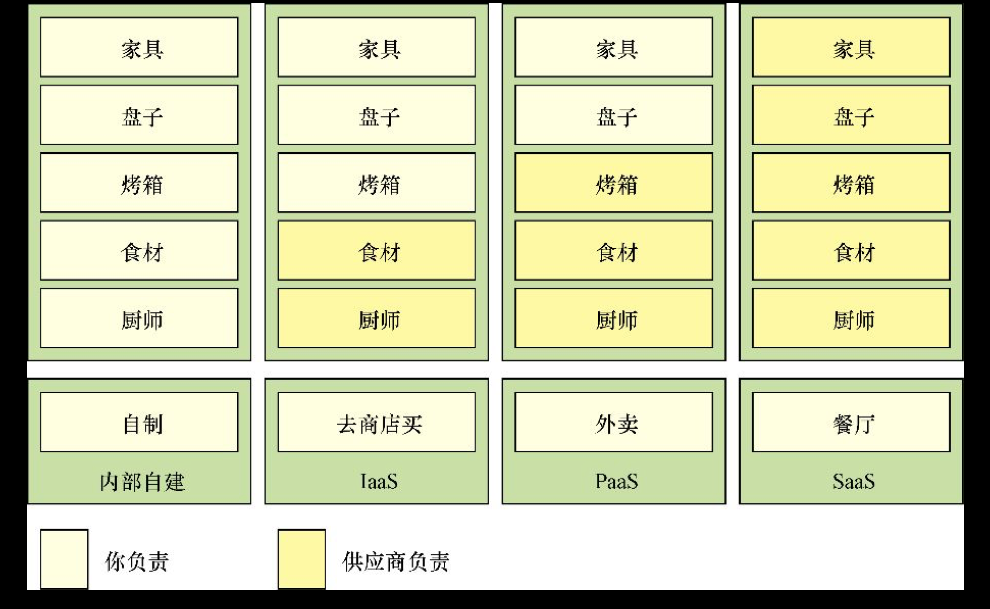 家具 家具 家具 家具
盘子 盘子 盘子 盘子
烤箱 烤箱 烤箱 烤箱
食材 食材 食材 食材
厨师 厨师 厨师 厨师
自制 去商店买 外卖 餐厅
内部自建 IaaS PaaS SaaS
你负责 供应商负责